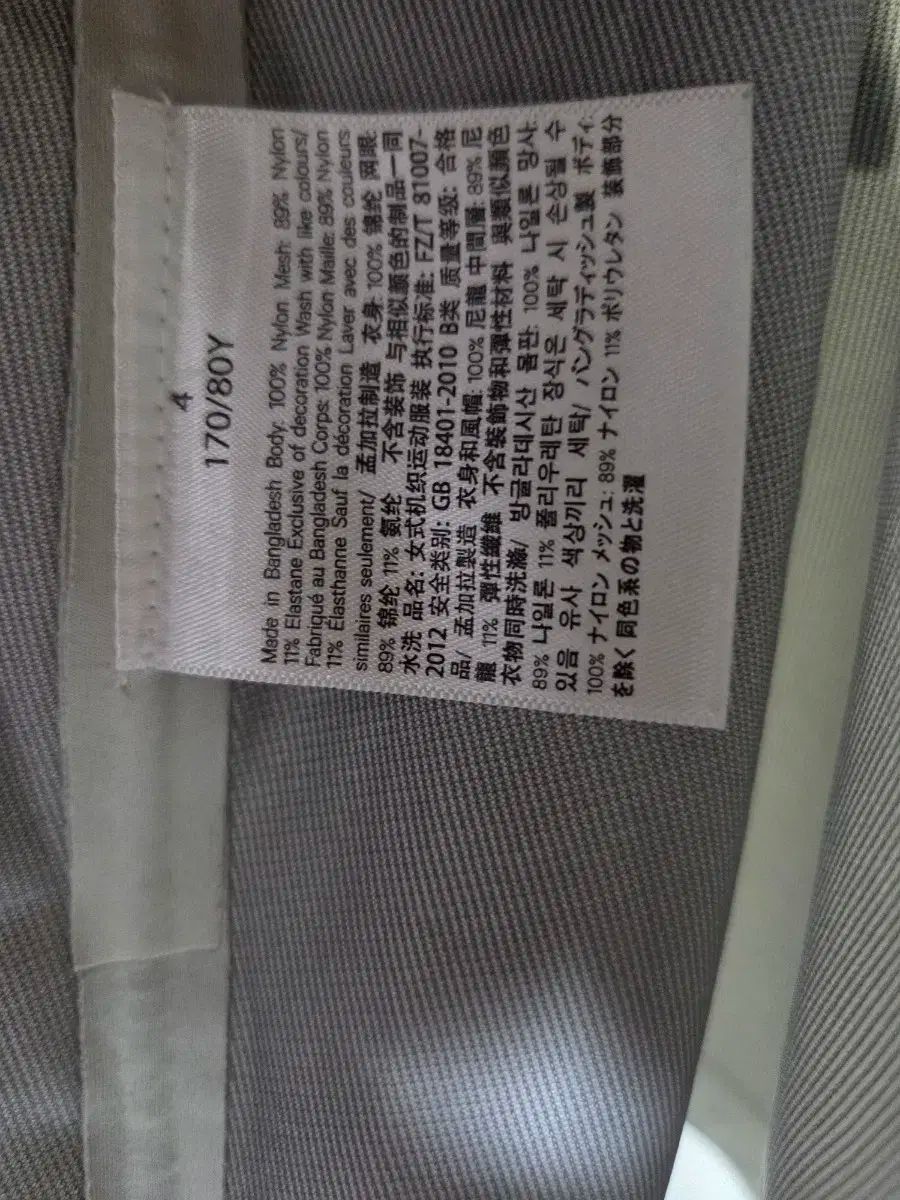 4
170/80Y
Made in Bangladesh Body: 100% Nylon Mesh: 89% Nylon
11% Elastane Exclusive of decoration Wash with like colours/
Fabriqué au Bangladesh Corps: 100% Nylon Maille: 89% Nylon
11% Élasthanne Sauf la décoration Laver avec des couleurs
similaires seulement/ 孟加拉制造 衣身: 100% 锦纶 网眼:
89% 锦纶 11% 氨纶 不含装饰 与相似颜色的制品一同
水洗 品名: 女式机织运动服装 执行标准: FZ/T 81007-
2012 安全类别: GB 18401-2010 B类 质量等级: 合格
品/ 孟加拉製造 衣身和風帽: 100% 尼龍 中間層: 89% 尼
龍 11% 彈性纖維 不含裝飾物和彈性材料 與類似顏色
衣物同時洗滌/ 방글라데시산 몸판: 100% 나일론 망사:
89% 나일론 11% 폴리우레탄 장식은 세탁 시 손상될 수
있음 유사 색상끼리 세탁/ バングラディッシュ製 ボディ:
100% ナイロン メッシュ: 89% ナイロン 11% ポリウレタン 装飾部分
を除く 同色系の物と洗濯